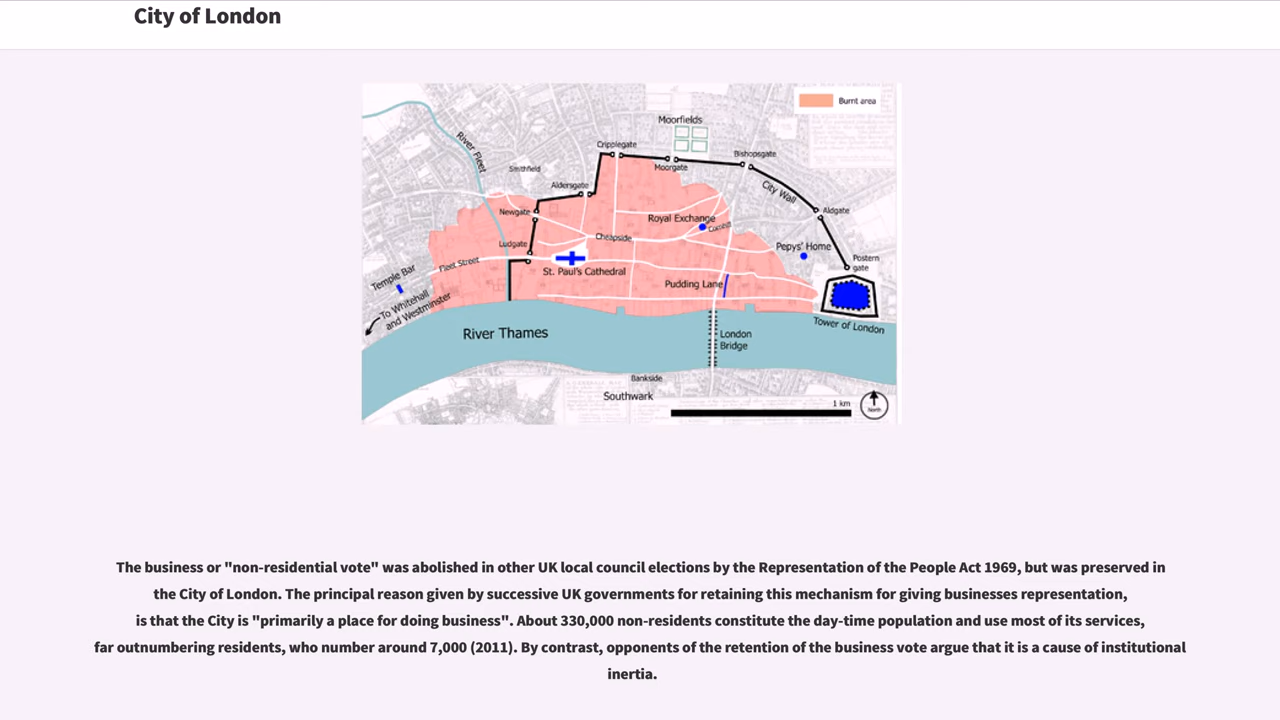 City of London
Burnt area
Moorfields
River Fleet
Cripplegate
Bishopsgate
Smithfield
Moorgate
Aldersgate
City Wall
Newgate
Aldgate
Royal Exchange
Cornhill
Cheapside
Ludgate
Pepys' Home
Postern
gate
Fleet Street
St. Paul's Cathedral
Temple Bar
Pudding Lane
To Whitehall
and Westminster
Tower of London
River Thames
London
Bridge
Bankside
Southwark
1 km
North
The business or "non-residential vote" was abolished in other UK local council elections by the Representation of the People Act 1969, but was preserved in
the City of London. The principal reason given by successive UK governments for retaining this mechanism for giving businesses representation,
is that the City is "primarily a place for doing business". About 330,000 non-residents constitute the day-time population and use most of its services,
far outnumbering residents, who number around 7,000 (2011). By contrast, opponents of the retention of the business vote argue that it is a cause of institutional
inertia.